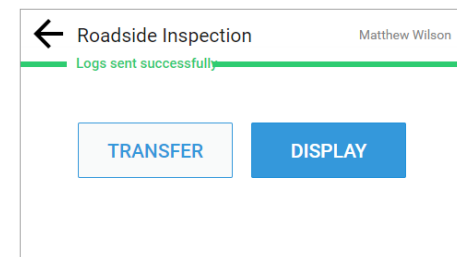 Roadside Inspection
Matthew Wilson
Logs sent successfully
TRANSFER
DISPLAY